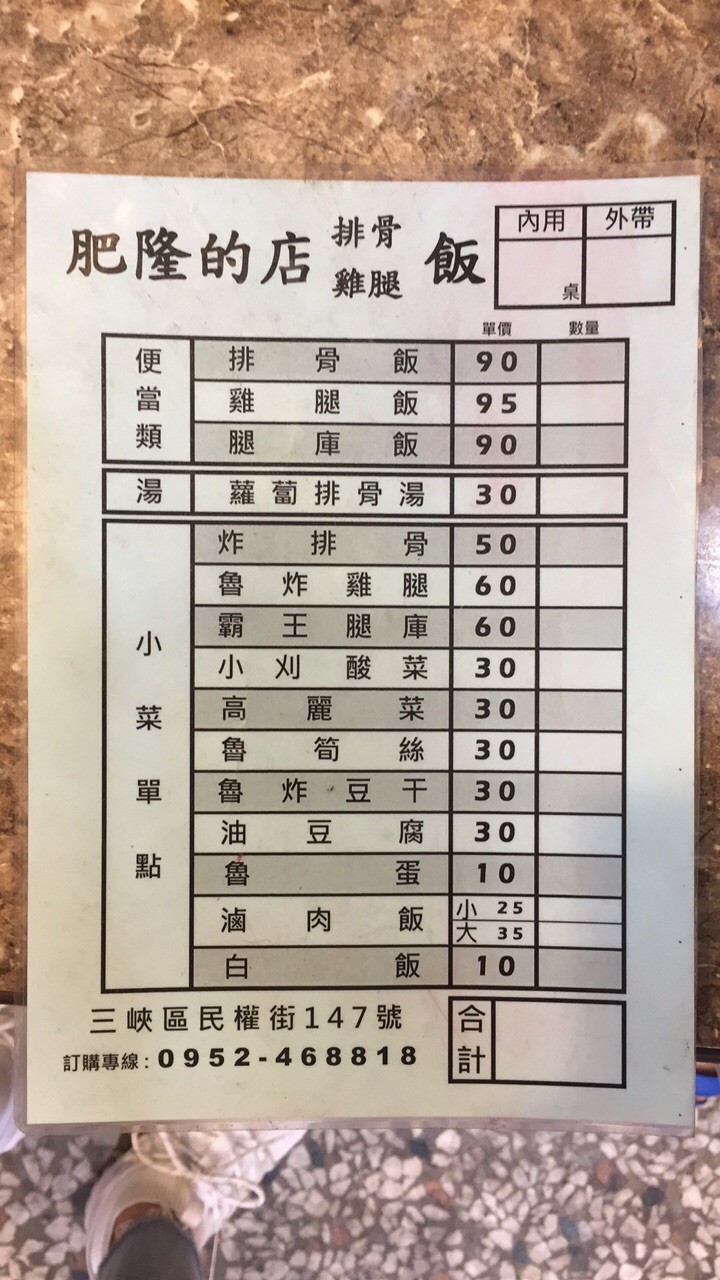 肥隆的店 排骨 雞腿 飯
內用 外帶
桌
單價 數量
便當類
排骨飯 90
雞腿飯 95
腿庫飯 90
湯 蘿蔔排骨湯 30
小菜單點
炸排骨 50
魯炸雞腿 60
霸王腿庫 60
小刈酸菜 30
高麗菜 30
魯筍絲 30
魯炸豆干 30
油豆腐 30
魯蛋 10
滷肉飯 小 25
大 35
白飯 10
三峽區民權街147號
訂購專線:0952-468818
合計